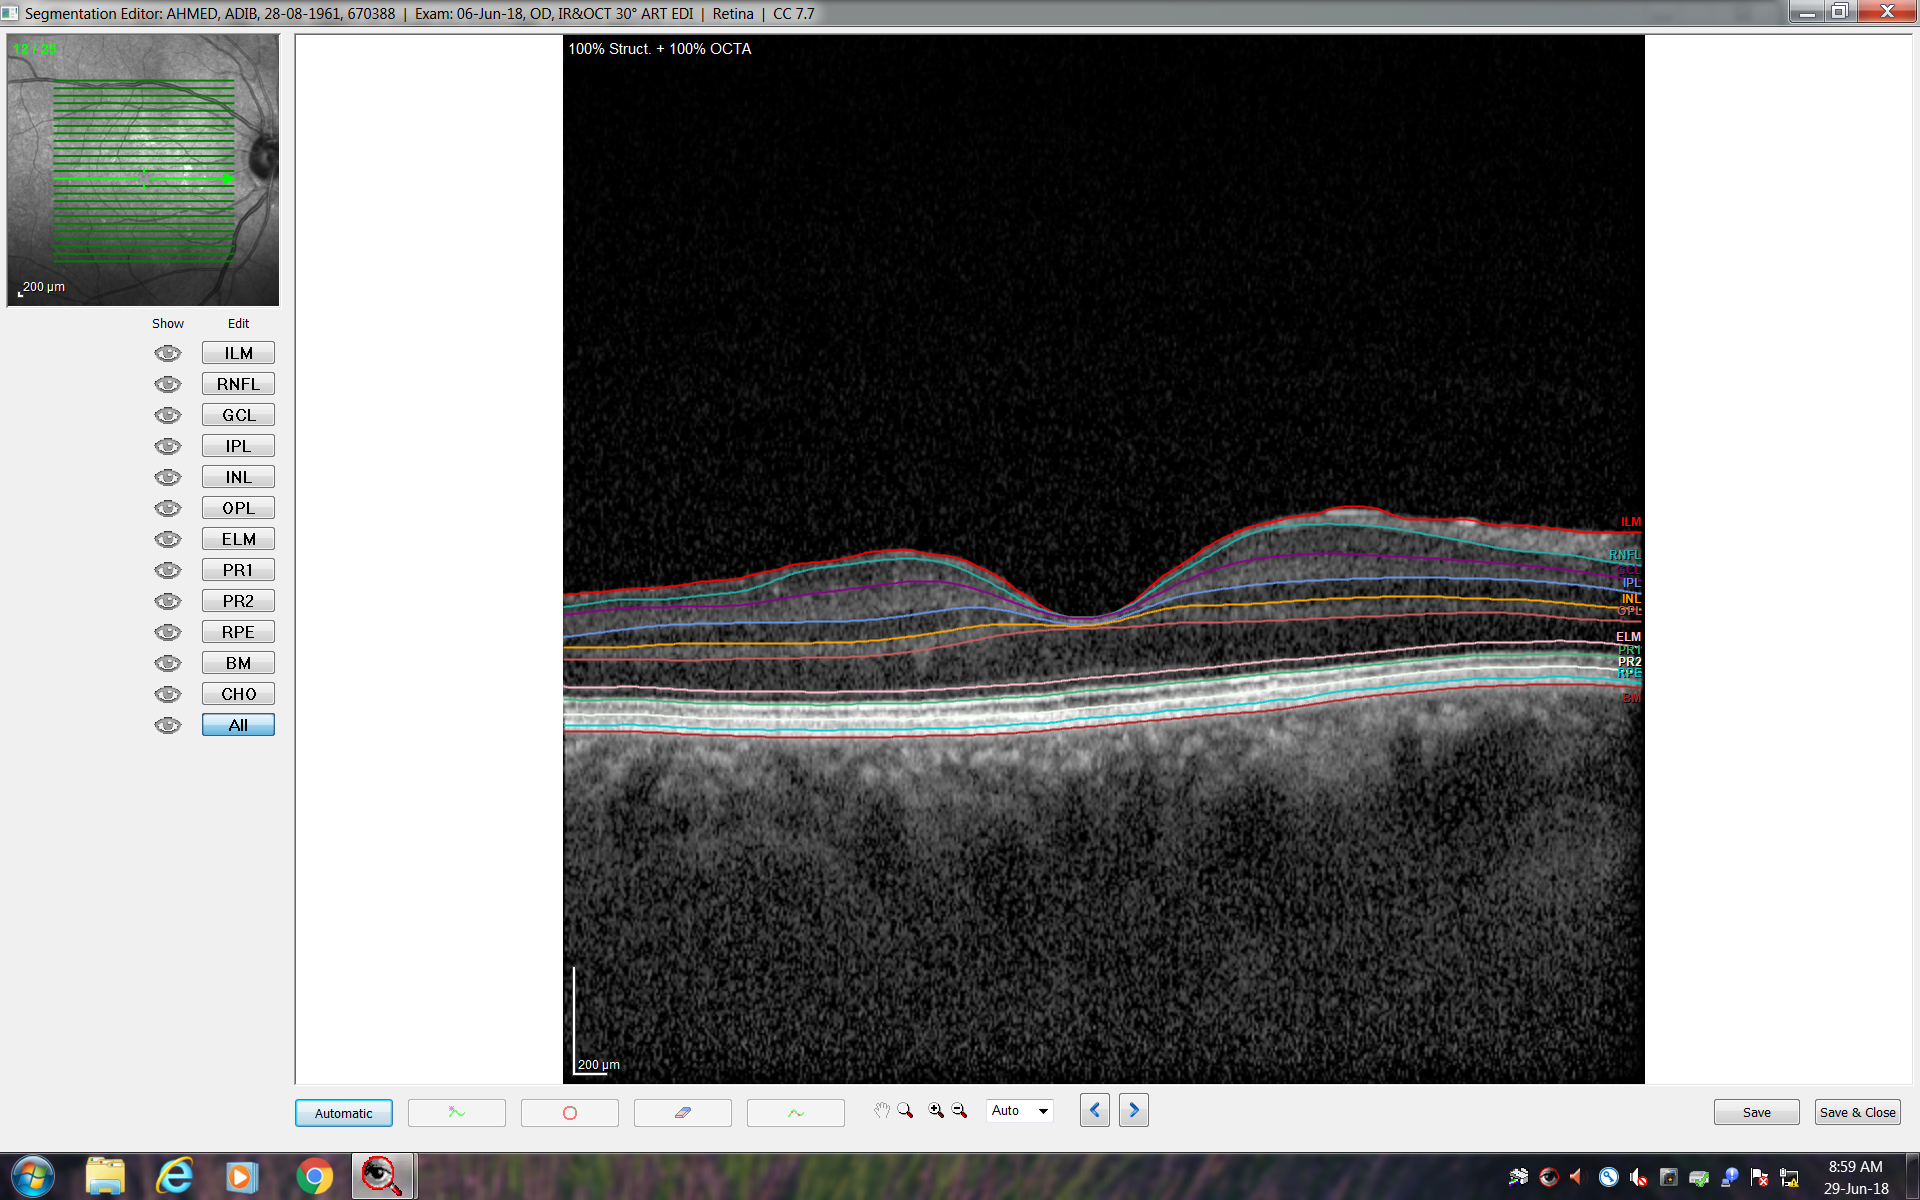 Segmentation Editor: AHMED, ADIB, 28-08-1961, 670388 | Exam: 06-Jun-18, OD, IR&OCT 30° ART EDI | Retina | CC 7.7
12 / 25
200 µm
100% Struct. + 100% OCTA
Show Edit
ILM
RNFL
GCL
IPL
INL
OPL
ELM
PR1
PR2
RPE
BM
CHO
All
ILM
RNFL
GCL
IPL
INL
OPL
ELM
PR1
PR2
RPE
BM
200 µm
Automatic
Auto
Save
Save & Close
8:59 AM
29-Jun-18